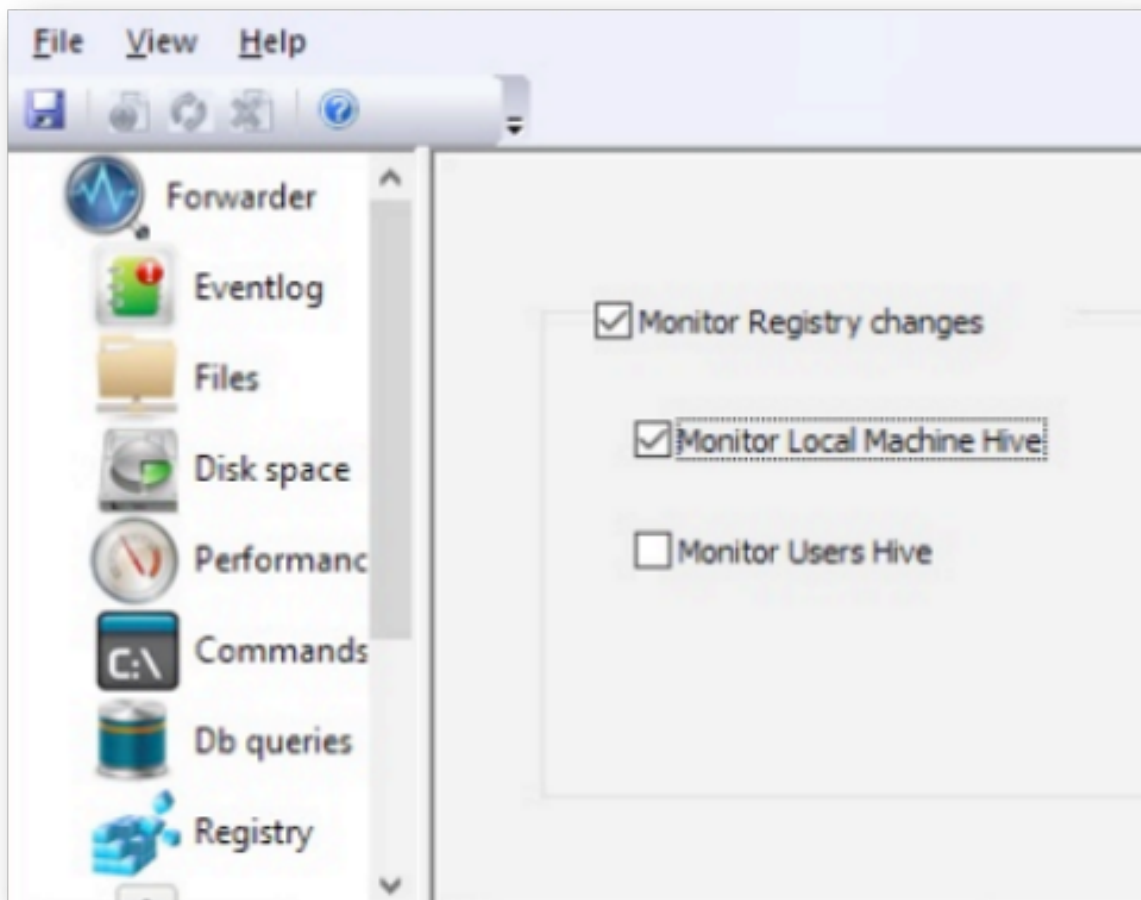 File View Help
Forwarder
Eventlog
Files
Disk space
Performanc
Commands
C:\
Db queries
Registry
Monitor Registry changes
Monitor Local Machine Hive
Monitor Users Hive